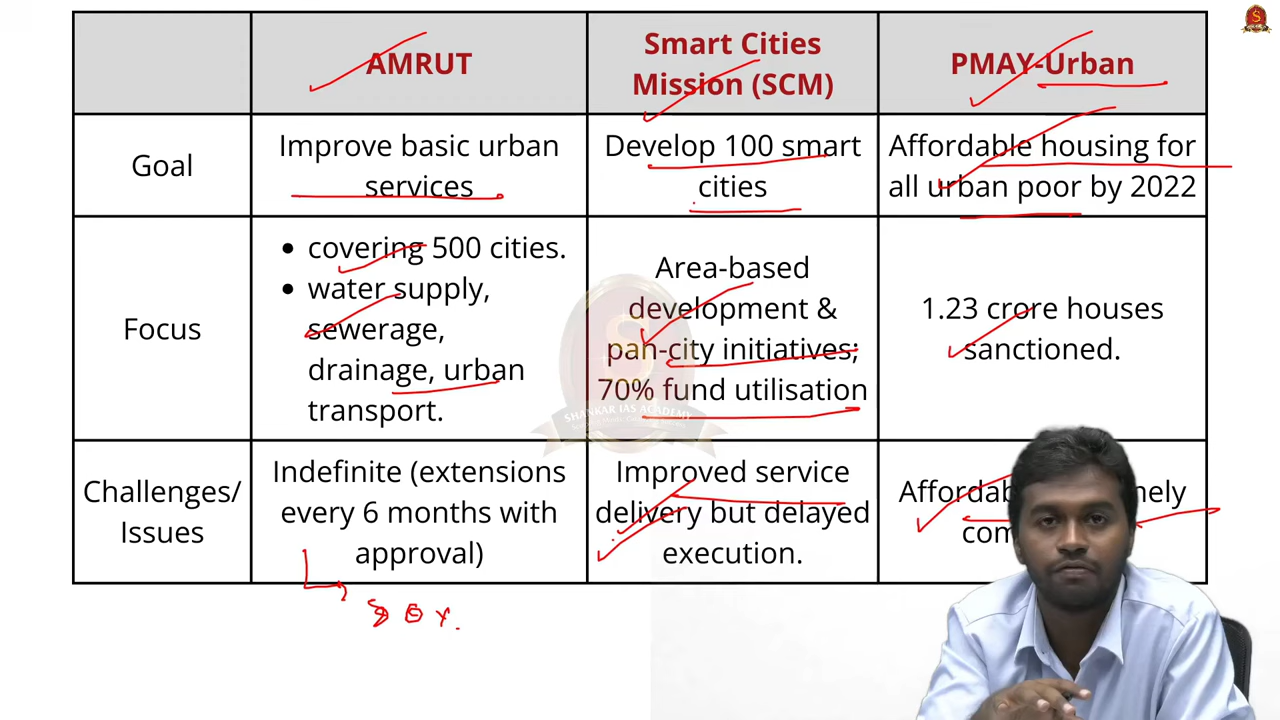 AMRUT
Smart Cities
Mission (SCM)
PMAY-Urban
Goal
Improve basic urban
services
Develop 100 smart
cities
Affordable housing for
all urban poor by 2022
Focus
• covering 500 cities.
• water supply,
sewerage,
drainage, urban
transport.
Area-based
development &
pan-city initiatives;
70% fund utilisation
1.23 crore houses
sanctioned.
Challenges/
Issues
Indefinite (extensions
every 6 months with
approval)
Improved service
delivery but delayed
execution.
SHANKAR IAS ACADEMY